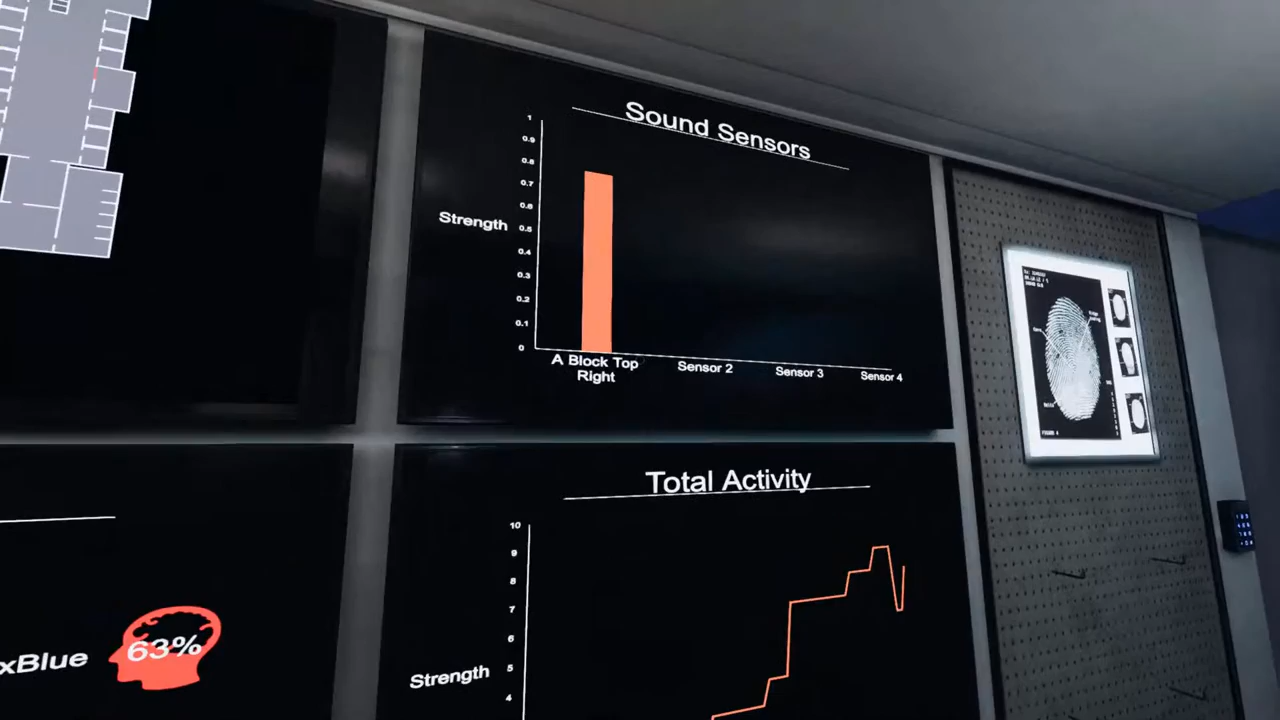 Sound Sensors
1
0.9
0.8
0.7
0.6
0.5
0.4
0.3
0.2
0.1
0
Strength
A Block Top
Right
Sensor 2
Sensor 3
Sensor 4
Total Activity
10
9
8
7
6
5
4
Strength
xBlue
63%